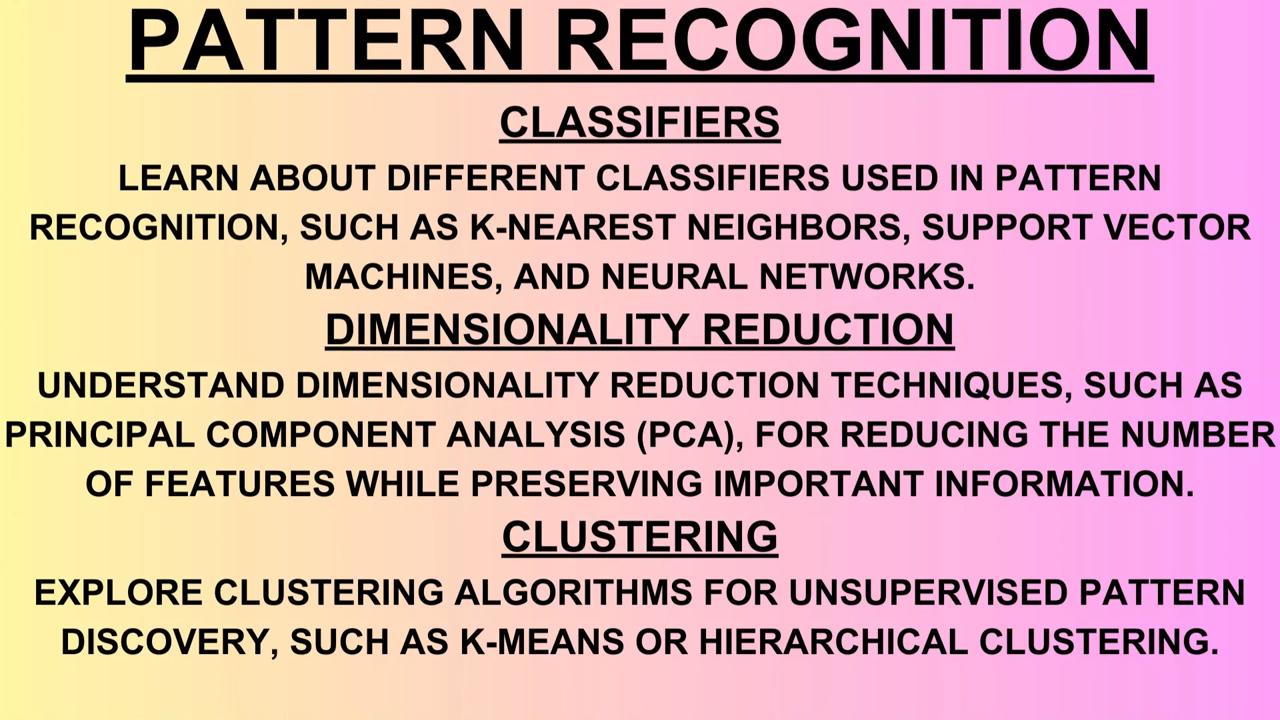 PATTERN RECOGNITION
CLASSIFIERS
LEARN ABOUT DIFFERENT CLASSIFIERS USED IN PATTERN
RECOGNITION, SUCH AS K-NEAREST NEIGHBORS, SUPPORT VECTOR
MACHINES, AND NEURAL NETWORKS.
DIMENSIONALITY REDUCTION
UNDERSTAND DIMENSIONALITY REDUCTION TECHNIQUES, SUCH AS
PRINCIPAL COMPONENT ANALYSIS (PCA), FOR REDUCING THE NUMBER
OF FEATURES WHILE PRESERVING IMPORTANT INFORMATION.
CLUSTERING
EXPLORE CLUSTERING ALGORITHMS FOR UNSUPERVISED PATTERN
DISCOVERY, SUCH AS K-MEANS OR HIERARCHICAL CLUSTERING.